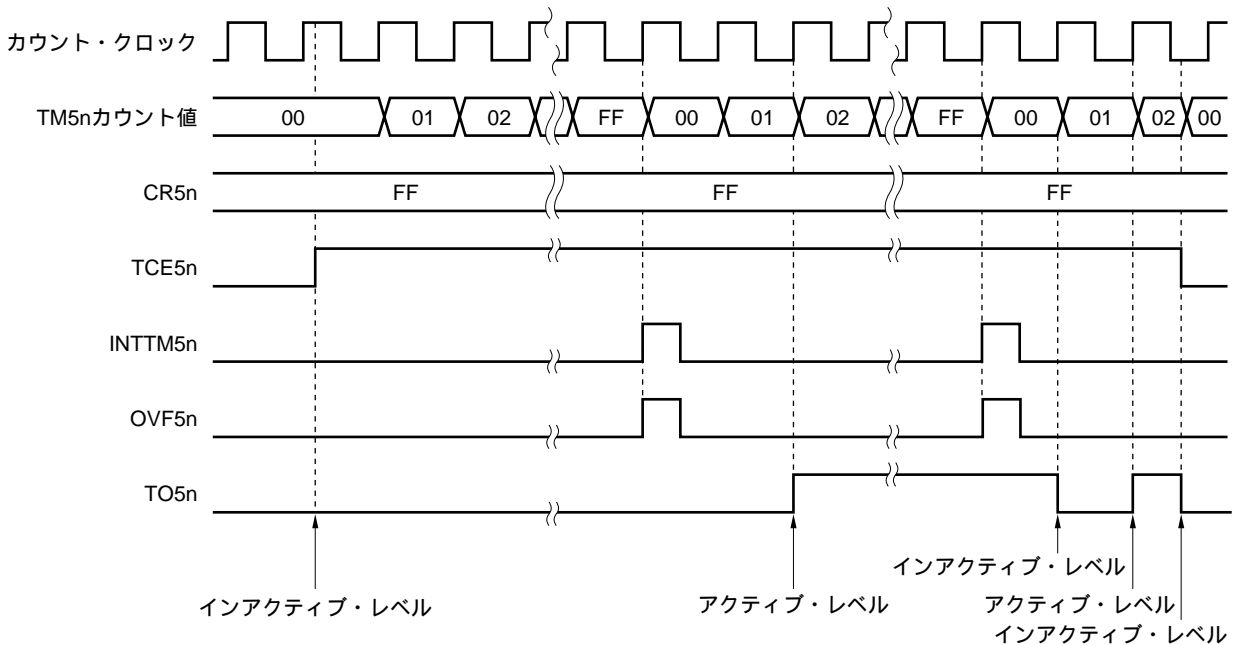 カウント・クロック
TM5nカウント値 00 01 02 FF 00 01 02 FF 00 01 02 00
CR5n FF FF FF
TCE5n
INTTM5n
OVF5n
TO5n
インアクティブ・レベル
インアクティブ・レベル アクティブ・レベル アクティブ・レベル
インアクティブ・レベル